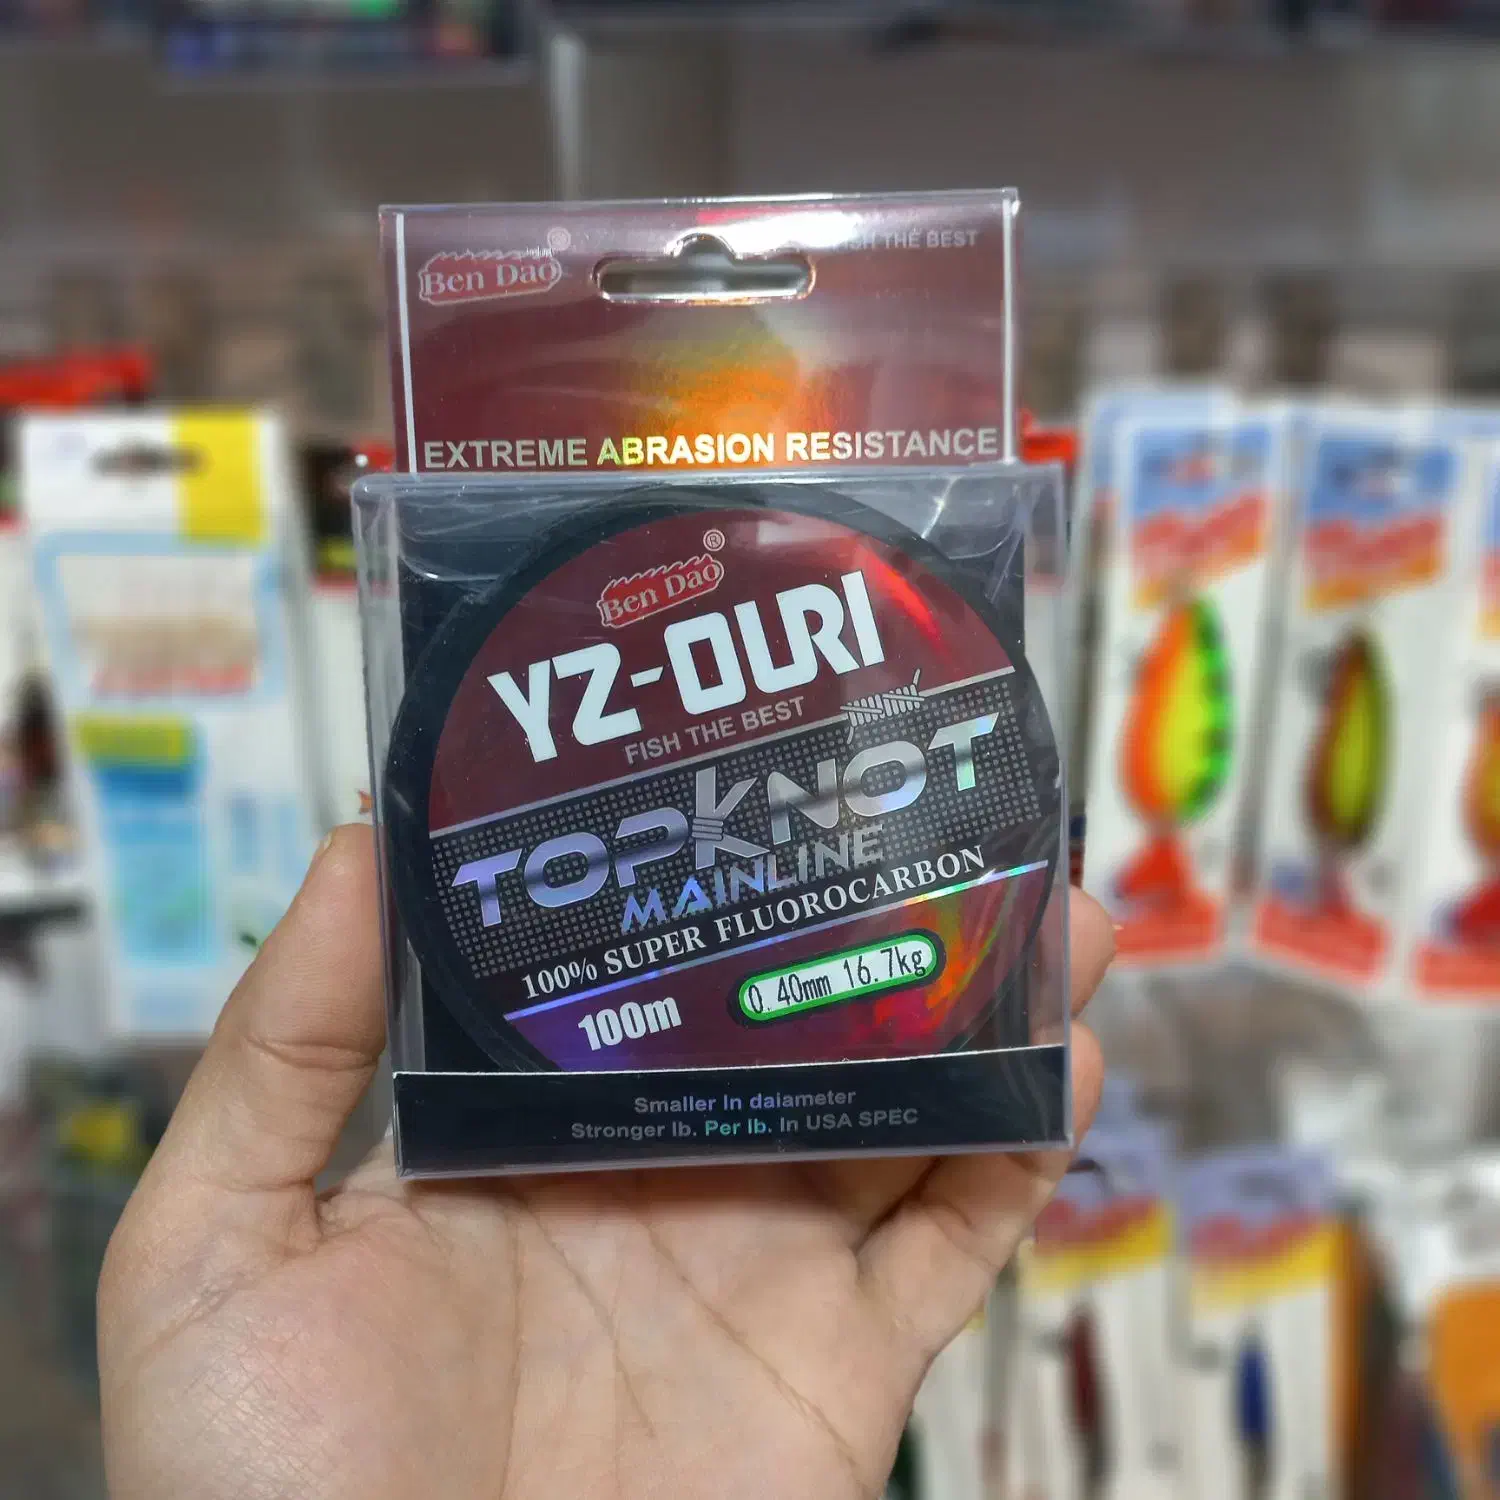 Ben Dao ®
FISH THE BEST
EXTREME ABRASION RESISTANCE
Ben Dao ®
YZ-OURI
FISH THE BEST
TOPKNOT
MAINLINE
100% SUPER FLUOROCARBON
100m
0.40mm 16.7kg
Smaller In daiameter
Stronger lb. Per lb. In USA SPEC